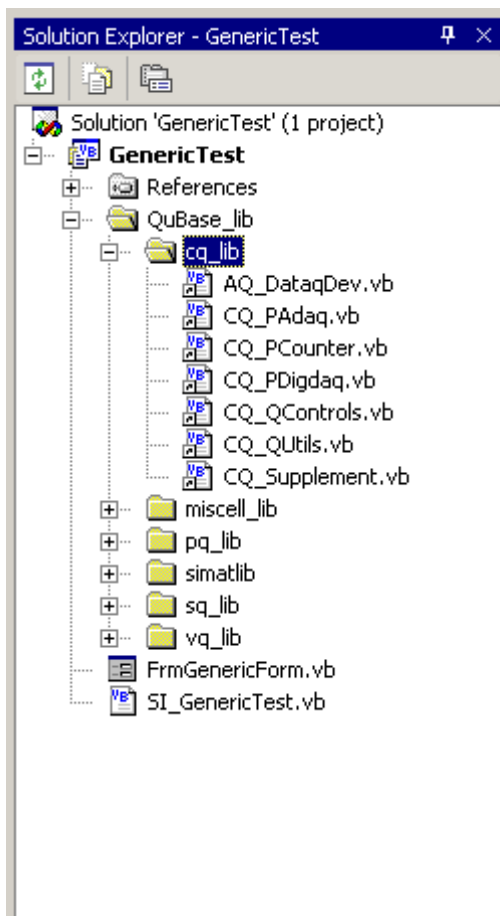 Solution Explorer - GenericTest
Solution 'GenericTest' (1 project)
GenericTest
References
QuBase_lib
cq_lib
AQ_DataqDev.vb
CQ_PAdaq.vb
CQ_PCounter.vb
CQ_PDigdaq.vb
CQ_QControls.vb
CQ_QUtils.vb
CQ_Supplement.vb
miscell_lib
pq_lib
simatlib
sq_lib
vq_lib
FrmGenericForm.vb
SI_GenericTest.vb